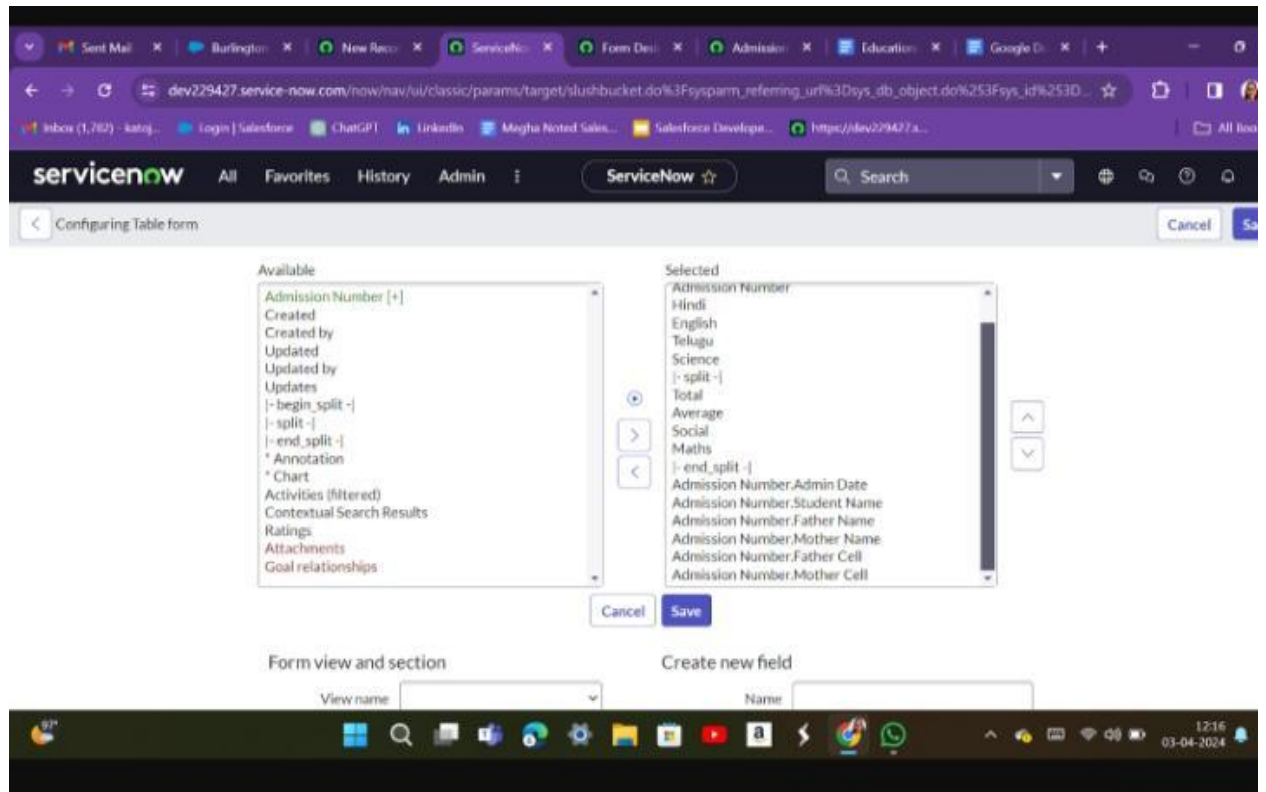 Sent Mail
Burlington
New Reco
ServiceNo
Form Desi
Admission
Education
Google D
dev229427.service-now.com/now/nav/ui/classic/params/target/slushbucket.do%3Fsysparm_referring_url%3Dsys_db_object.do%253Fsys_id%253D...
Inbox (1,702) - katoj...
Login | Salesforce
ChatGPT
LinkedIn
Megha Noted Sales...
Salesforce Develope...
https://dev229427.s...
All Boo
servicenow All Favorites History Admin
ServiceNow
Search
Configuring Table form
Cancel
Sa
Available
Admission Number [+]
Created
Created by
Updated
Updated by
Updates
|- begin_split -|
|- split -|
|- end_split -|
* Annotation
* Chart
Activities (filtered)
Contextual Search Results
Ratings
Attachments
Goal relationships
Selected
Admission Number
Hindi
English
Telugu
Science
|- split -|
Total
Average
Social
Maths
|- end_split -|
Admission Number.Admin Date
Admission Number.Student Name
Admission Number.Father Name
Admission Number.Mother Name
Admission Number.Father Cell
Admission Number.Mother Cell
Cancel
Save
Form view and section
View name
Create new field
Name
92°
12:16
03-04-2024